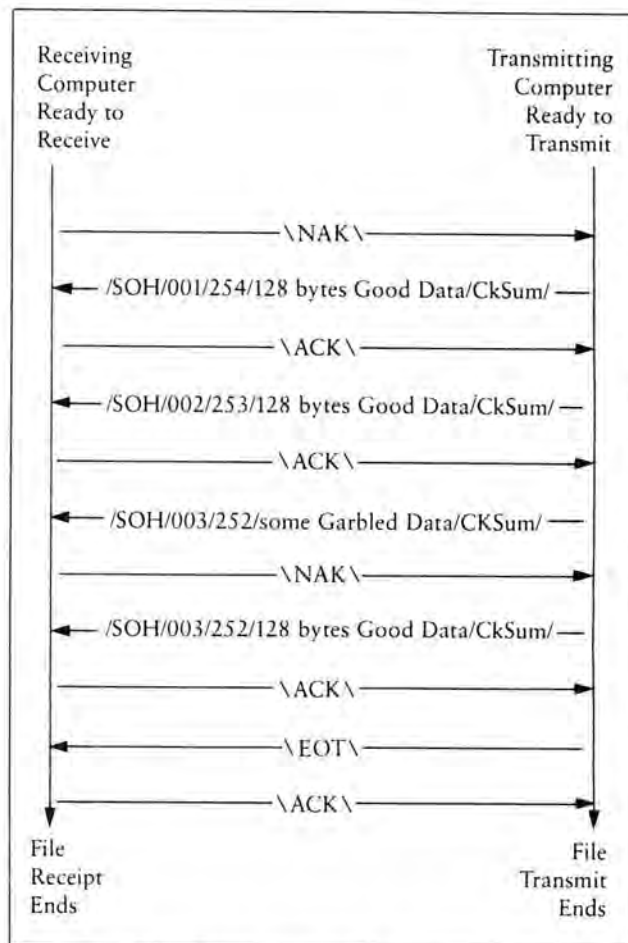 Receiving
Computer
Ready to
Receive
Transmitting
Computer
Ready to
Transmit
\NAK\
/SOH/001/254/128 bytes Good Data/CkSum/
\ACK\
/SOH/002/253/128 bytes Good Data/CkSum/
\ACK\
/SOH/003/252/some Garbled Data/CKSum/
\NAK\
/SOH/003/252/128 bytes Good Data/CkSum/
\ACK\
\EOT\
\ACK\
File
Receipt
Ends
File
Transmit
Ends